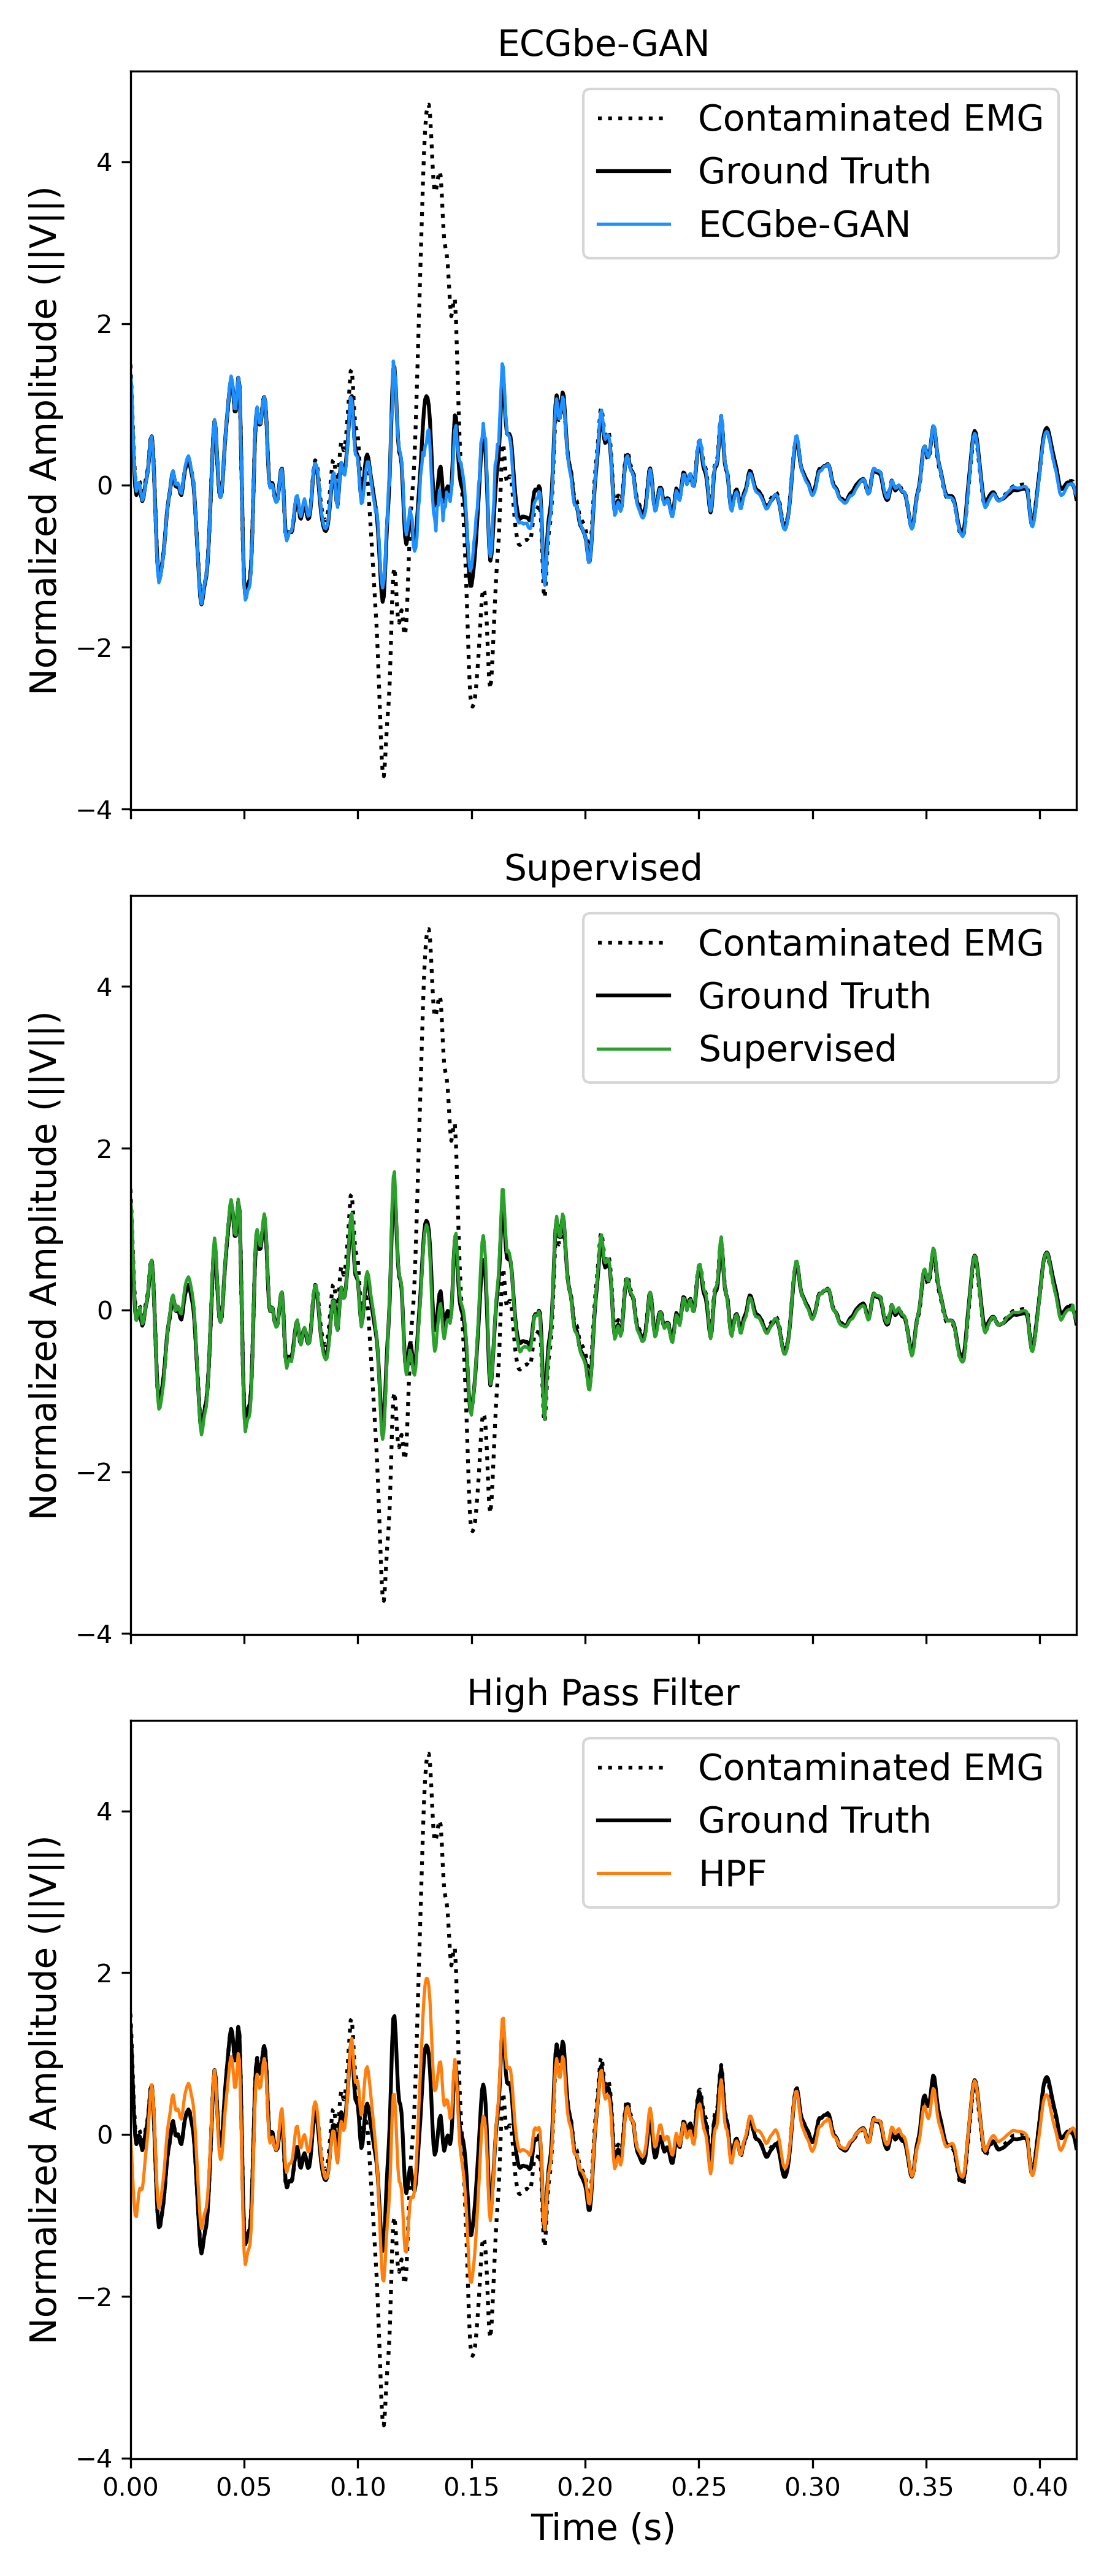 ECGbe-GAN
Contaminated EMG
Ground Truth
ECGbe-GAN
Normalized Amplitude (||V||)
4
2
0
−2
−4
Supervised
Contaminated EMG
Ground Truth
Supervised
Normalized Amplitude (||V||)
4
2
0
−2
−4
High Pass Filter
Contaminated EMG
Ground Truth
HPF
Normalized Amplitude (||V||)
4
2
0
−2
−4
0.00 0.05 0.10 0.15 0.20 0.25 0.30 0.35 0.40
Time (s)